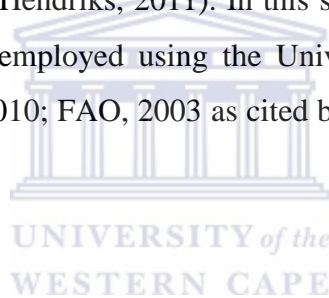 Hendriks, 2011). In this s
employed using the Univ
010; FAO, 2003 as cited b
UNIVERSITY of the
WESTERN CAPE